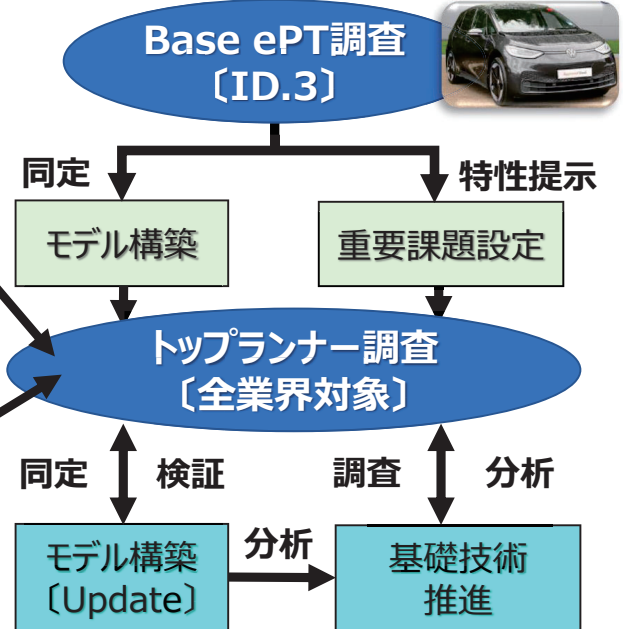 Base ePT調査
〔ID.3〕
同定
特性提示
モデル構築
重要課題設定
トップランナー調査
〔全業界対象〕
同定
検証
調査
分析
モデル構築
〔Update〕
分析
基礎技術
推進